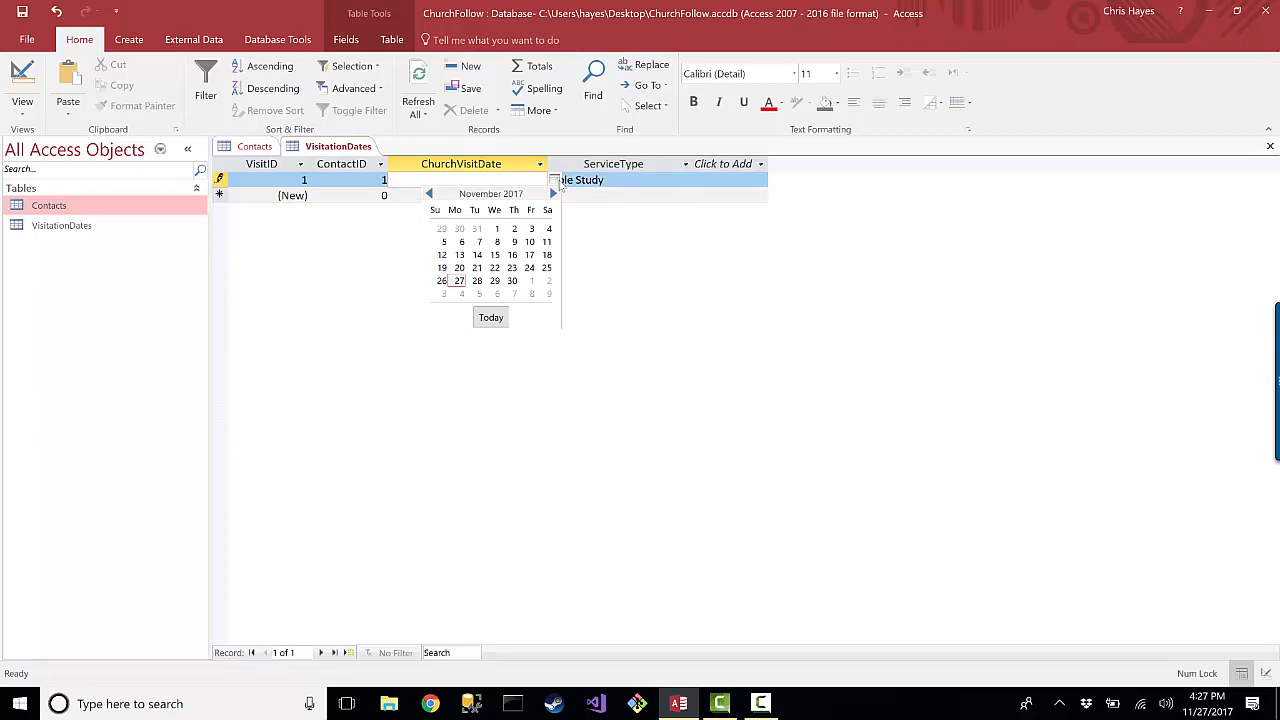 Table Tools
ChurchFollow : Database- C:\Users\hayes\Desktop\ChurchFollow.accdb (Access 2007 - 2016 file format) - Access
Chris Hayes
?
File
Home
Create
External Data
Database Tools
Fields
Table
Tell me what you want to do
View
Views
Paste
Cut
Copy
Format Painter
Clipboard
Filter
Ascending
Descending
Remove Sort
Selection
Advanced
Toggle Filter
Sort & Filter
Refresh
All
New
Save
Delete
Totals
Spelling
More
Records
Find
Replace
Go To
Select
Find
Calibri (Detail)
11
B I U A
Text Formatting
All Access Objects
Search...
Tables
Contacts
VisitationDates
Contacts
VisitationDates
VisitID ContactID ChurchVisitDate ServiceType Click to Add
1 1 ble Study
(New) 0
November 2017
Su Mo Tu We Th Fr Sa
29 30 31 1 2 3 4
5 6 7 8 9 10 11
12 13 14 15 16 17 18
19 20 21 22 23 24 25
26 27 28 29 30 1 2
3 4 5 6 7 8 9
Today
Record: 1 of 1 No Filter Search
Ready
Num Lock
Type here to search
4:27 PM
11/27/2017